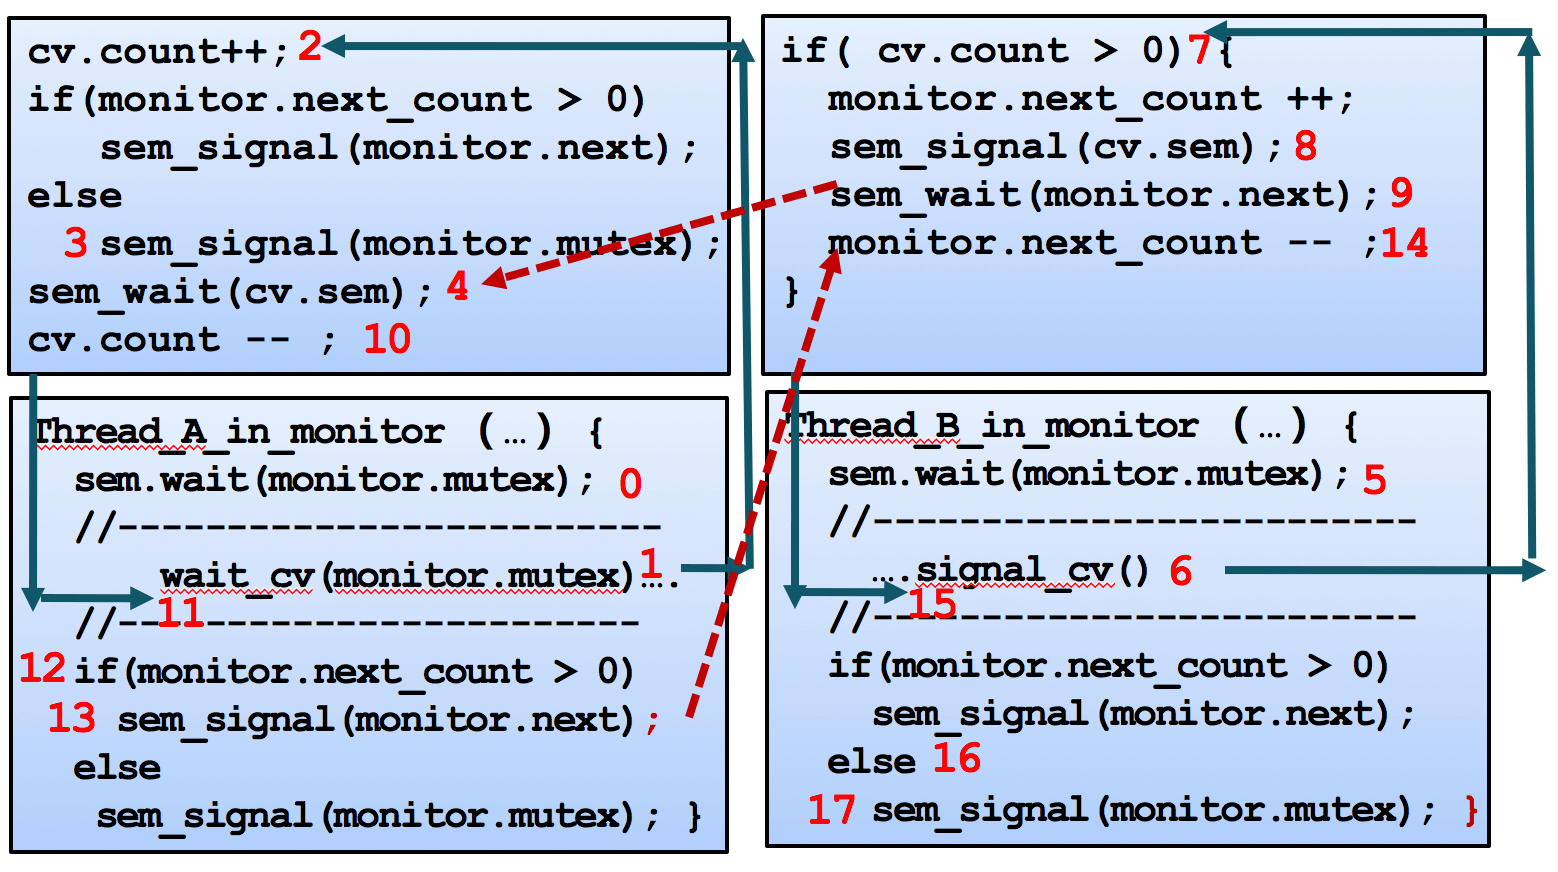 cv.count++; 2
if(monitor.next_count > 0)
sem_signal(monitor.next);
else
3 sem_signal(monitor.mutex);
sem_wait(cv.sem); 4
cv.count -- ; 10
if( cv.count > 0)7{
monitor.next_count ++;
sem_signal(cv.sem); 8
sem_wait(monitor.next); 9
monitor.next_count -- ;14
}
Thread_A_in_monitor (…) {
sem.wait(monitor.mutex); 0
//-------------------------
wait_cv(monitor.mutex)1….
11
//------------------------
12 if(monitor.next_count > 0)
13 sem_signal(monitor.next);
else
sem_signal(monitor.mutex); }
Thread_B_in_monitor (…) {
sem.wait(monitor.mutex); 5
//-------------------------
….signal_cv() 6
15
//-------------------------
if(monitor.next_count > 0)
sem_signal(monitor.next);
else 16
17 sem_signal(monitor.mutex); }